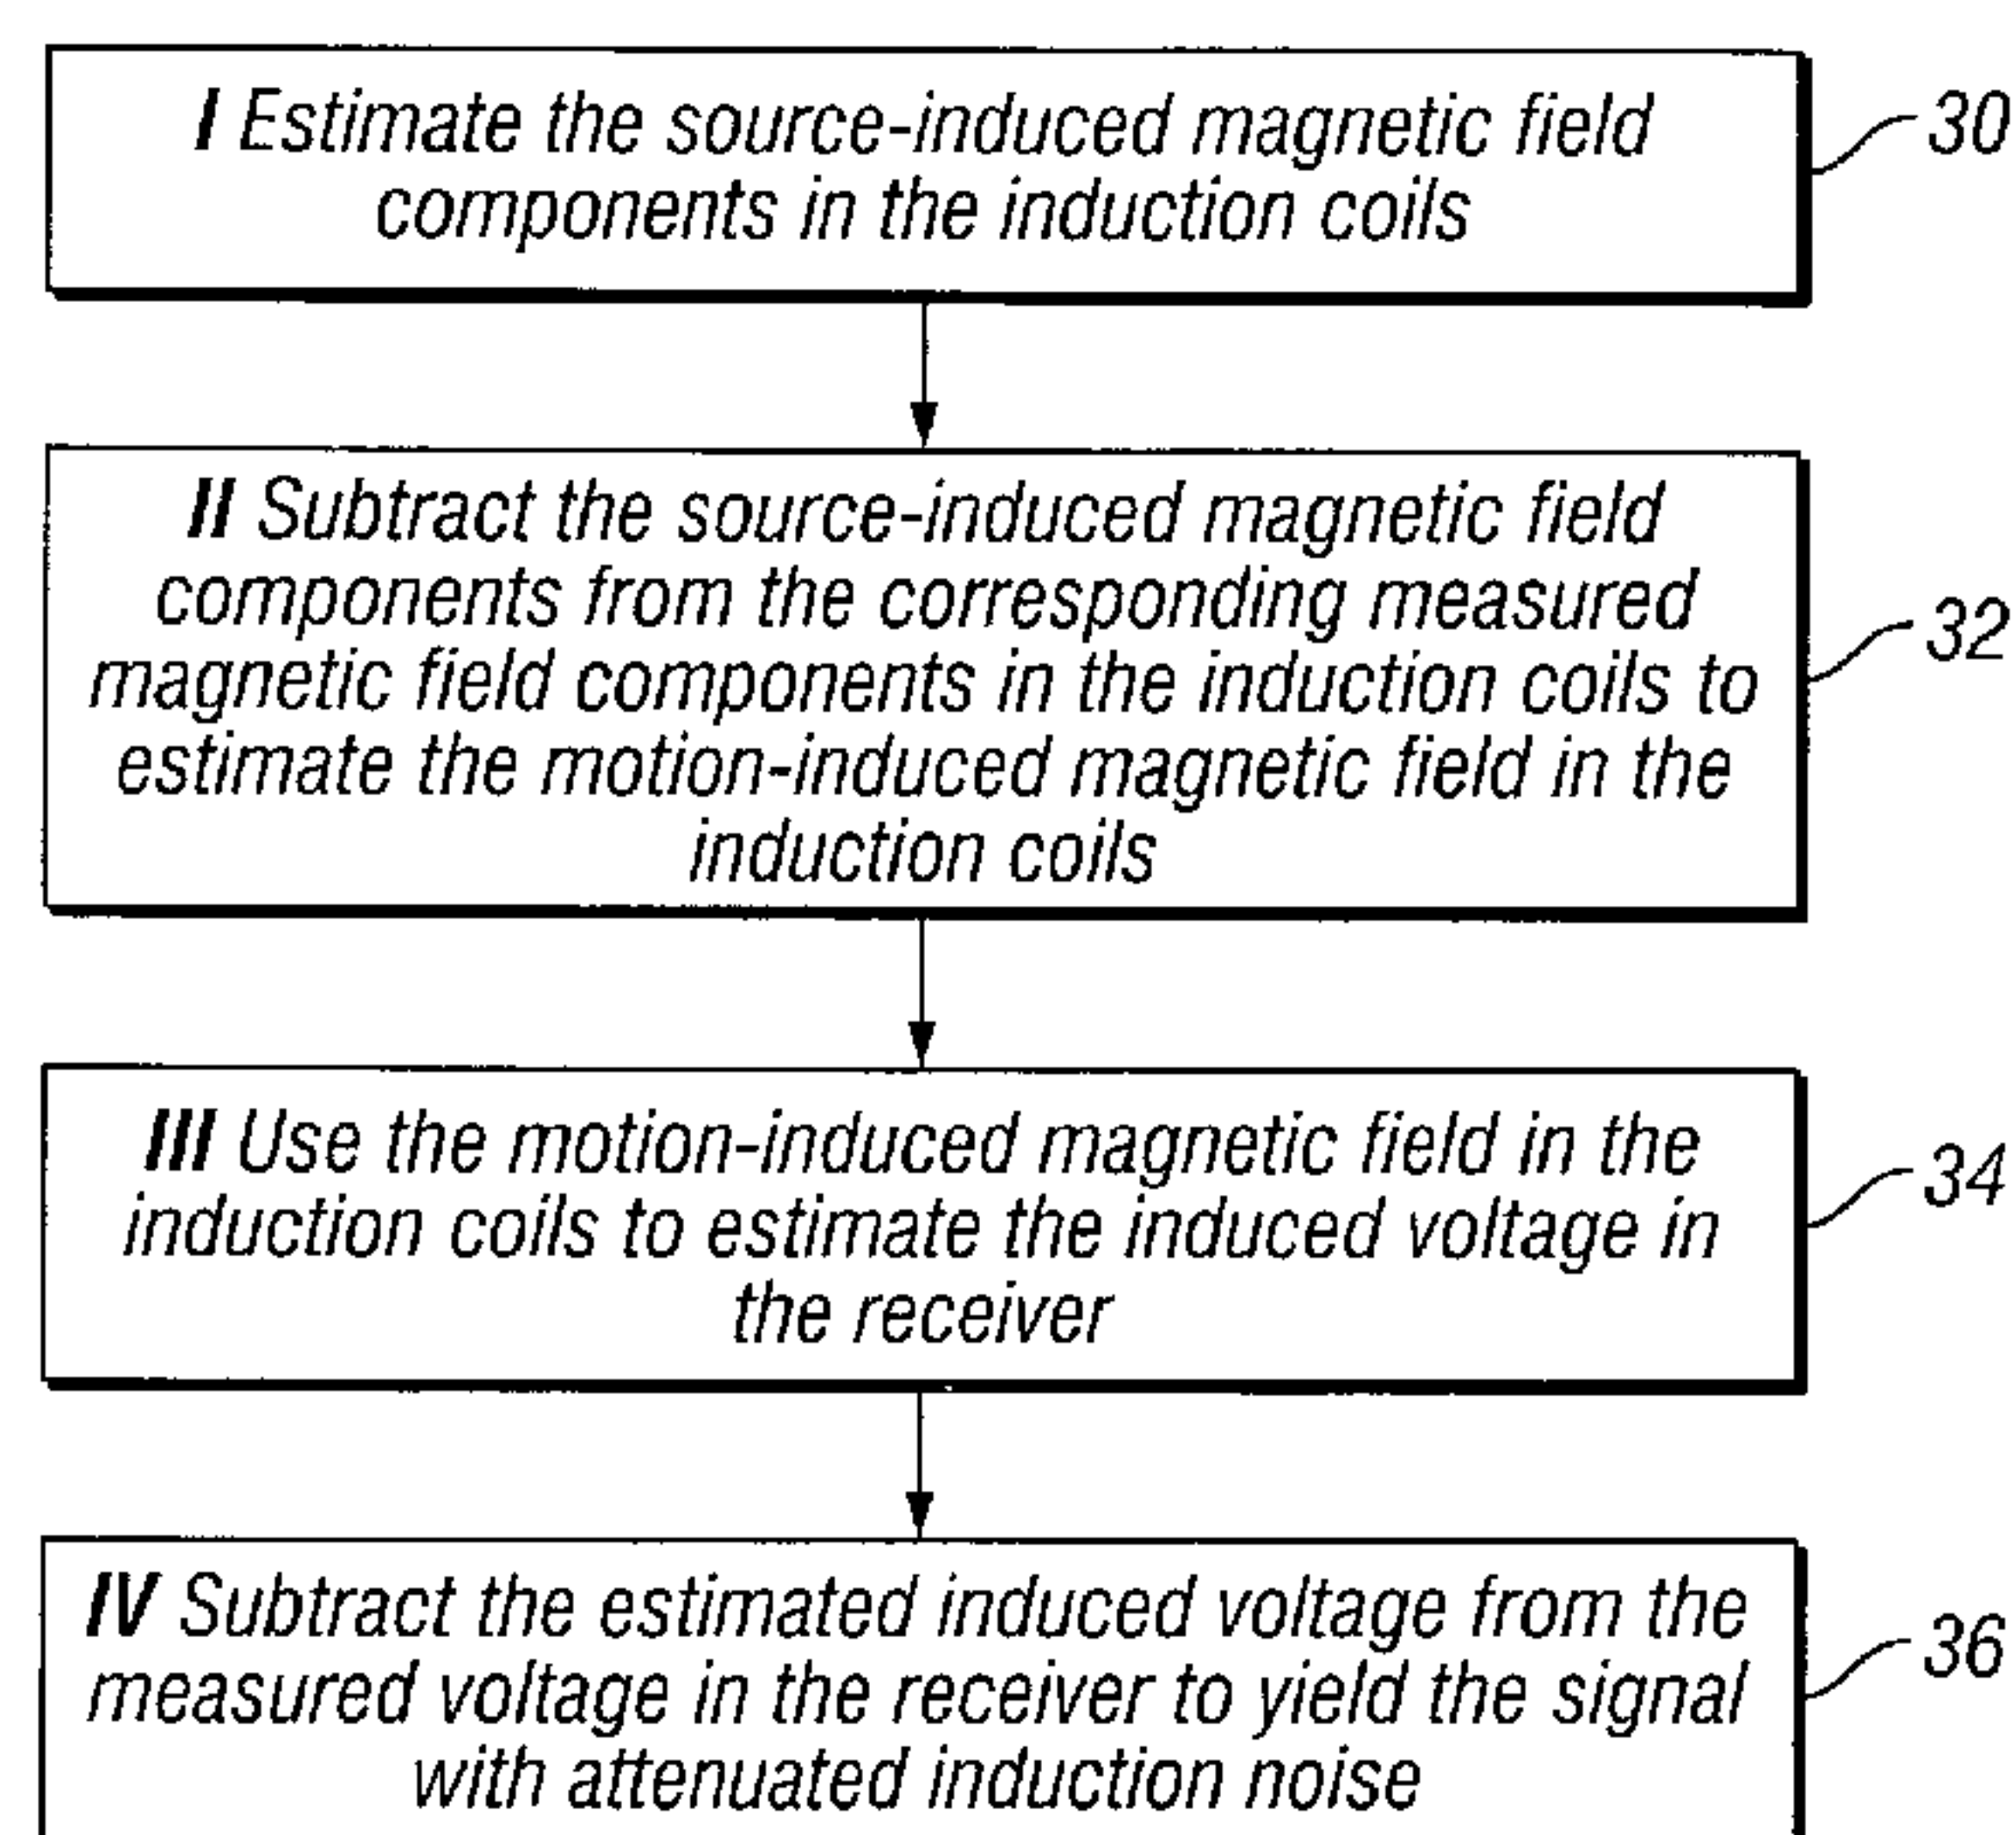 I Estimate the source-induced magnetic field
components in the induction coils
30
II Subtract the source-induced magnetic field
components from the corresponding measured
magnetic field components in the induction coils to
estimate the motion-induced magnetic field in the
induction coils
32
III Use the motion-induced magnetic field in the
induction coils to estimate the induced voltage in
the receiver
34
IV Subtract the estimated induced voltage from the
measured voltage in the receiver to yield the signal
with attenuated induction noise
36